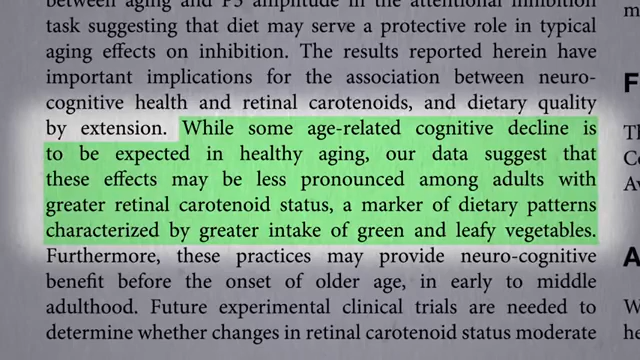 between aging and P3 amplitude in the attentional inhibition
task suggesting that diet may serve a protective role in typical
aging effects on inhibition. The results reported herein have
important implications for the association between neuro-
cognitive health and retinal carotenoids, and dietary quality
by extension. While some age-related cognitive decline is
to be expected in healthy aging, our data suggest that
these effects may be less pronounced among adults with
greater retinal carotenoid status, a marker of dietary patterns
characterized by greater intake of green and leafy vegetables.
Furthermore, these practices may provide neuro-cognitive
benefit before the onset of older age, in early to middle
adulthood. Future experimental clinical trials are needed to
determine whether changes in retinal carotenoid status moderate